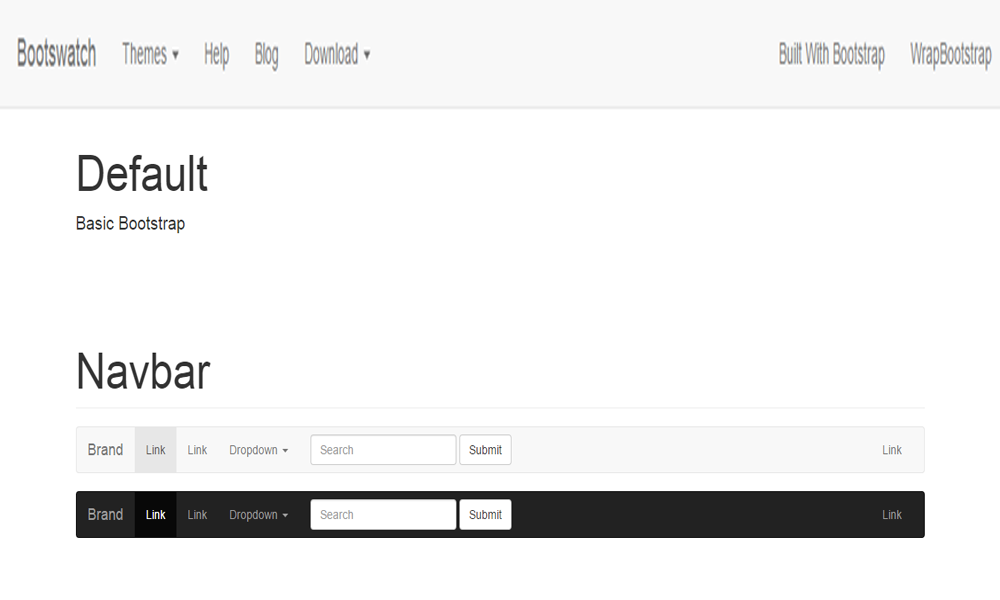 Bootswatch Themes Help Blog Download Built With Bootstrap WrapBootstrap
Default
Basic Bootstrap
Navbar
Brand Link Link Dropdown Search Submit Link
Brand Link Link Dropdown Search Submit Link